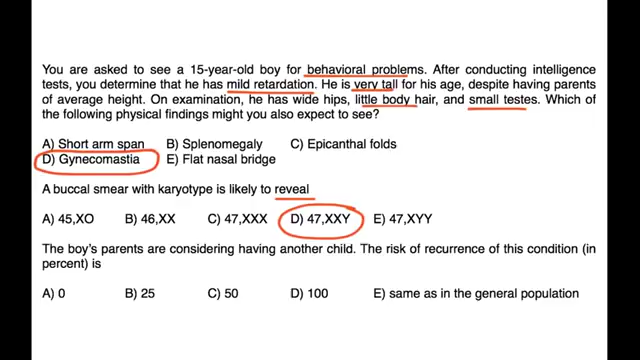 You are asked to see a 15-year-old boy for behavioral problems. After conducting intelligence
tests, you determine that he has mild retardation. He is very tall for his age, despite having parents
of average height. On examination, he has wide hips, little body hair, and small testes. Which of
the following physical findings might you also expect to see?
A) Short arm span B) Splenomegaly C) Epicanthal folds
D) Gynecomastia E) Flat nasal bridge
A buccal smear with karyotype is likely to reveal
A) 45,XO B) 46,XX C) 47,XXX D) 47,XXY E) 47,XYY
The boy's parents are considering having another child. The risk of recurrence of this condition (in
percent) is
A) 0 B) 25 C) 50 D) 100 E) same as in the general population